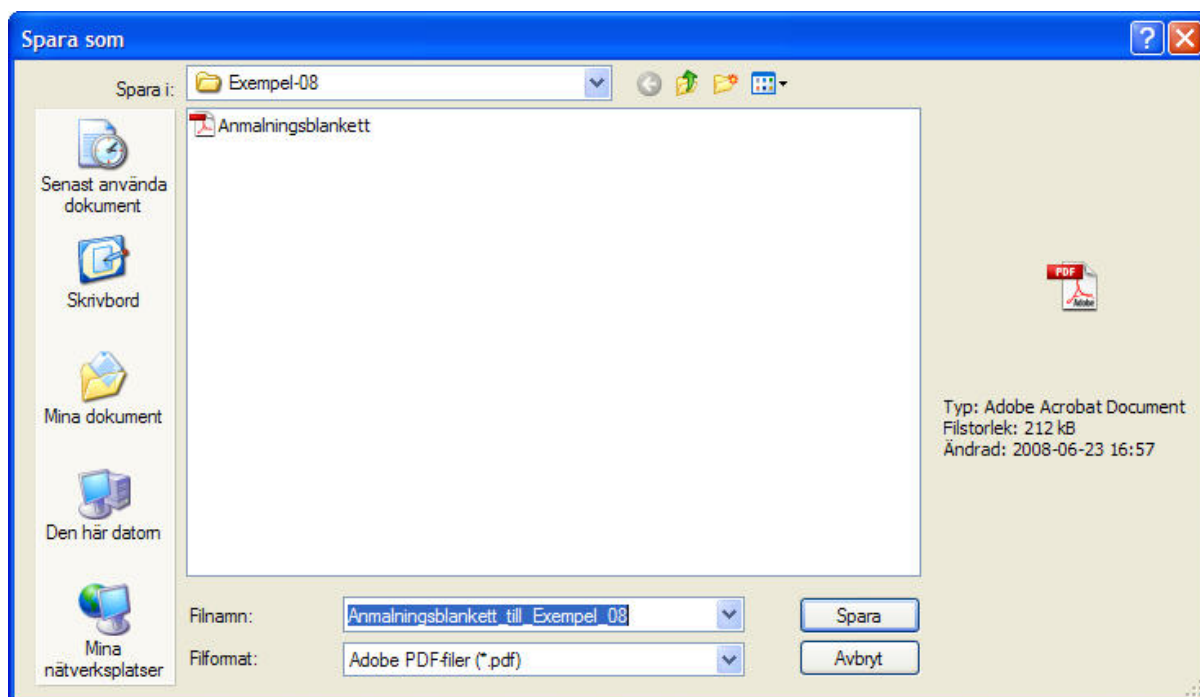 Spara som
Spara i:
Exempel-08
Anmalningsblankett
Senast använda
dokument
Skrivbord
Mina dokument
Den här datorn
Mina
nätverksplatser
PDF
Adobe
Typ: Adobe Acrobat Document
Filstorlek: 212 kB
Ändrad: 2008-06-23 16:57
Filnamn:
Anmalningsblankett_till_Exempel_08
Spara
Filformat:
Adobe PDF-filer (*.pdf)
Avbryt